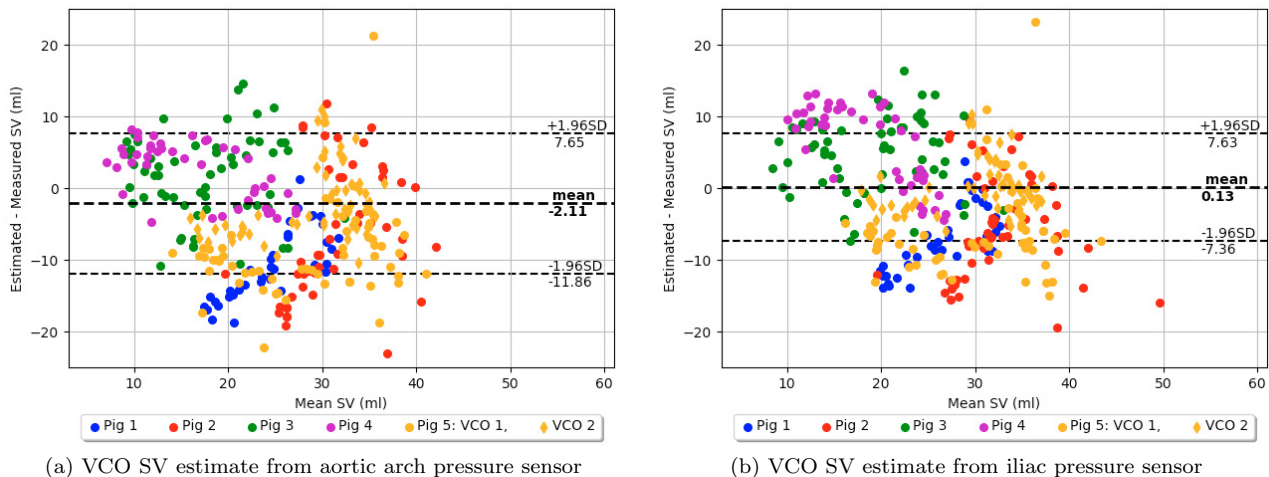 Estimated - Measured SV (ml)
20
10
0
−10
−20
+1.96SD
7.65
mean
-2.11
-1.96SD
-11.86
10 20 30 40 50 60
Mean SV (ml)
Pig 1 Pig 2 Pig 3 Pig 4 Pig 5: VCO 1, VCO 2
(a) VCO SV estimate from aortic arch pressure sensor
Estimated - Measured SV (ml)
20
10
0
−10
−20
+1.96SD
7.63
mean
0.13
-1.96SD
-7.36
10 20 30 40 50 60
Mean SV (ml)
Pig 1 Pig 2 Pig 3 Pig 4 Pig 5: VCO 1, VCO 2
(b) VCO SV estimate from iliac pressure sensor